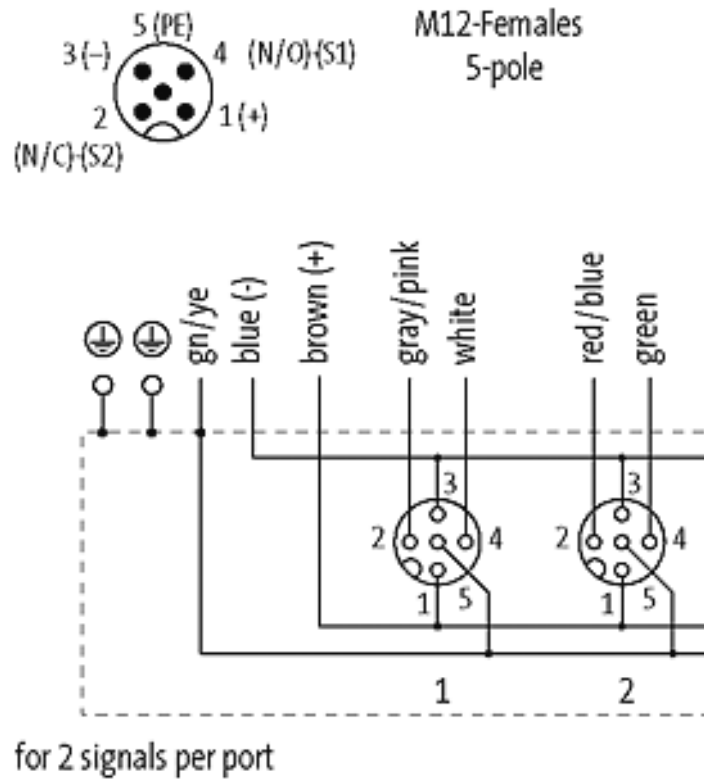 5 (PE)
M12-Females
3 (–)
4 (N/O)-(S1)
5-pole
2
1 (+)
(N/C)-(S2)
gn/ye
blue (-)
brown (+)
gray/pink
white
red/blue
green
3
3
2
4
2
4
1
5
1
5
1
2
for 2 signals per port